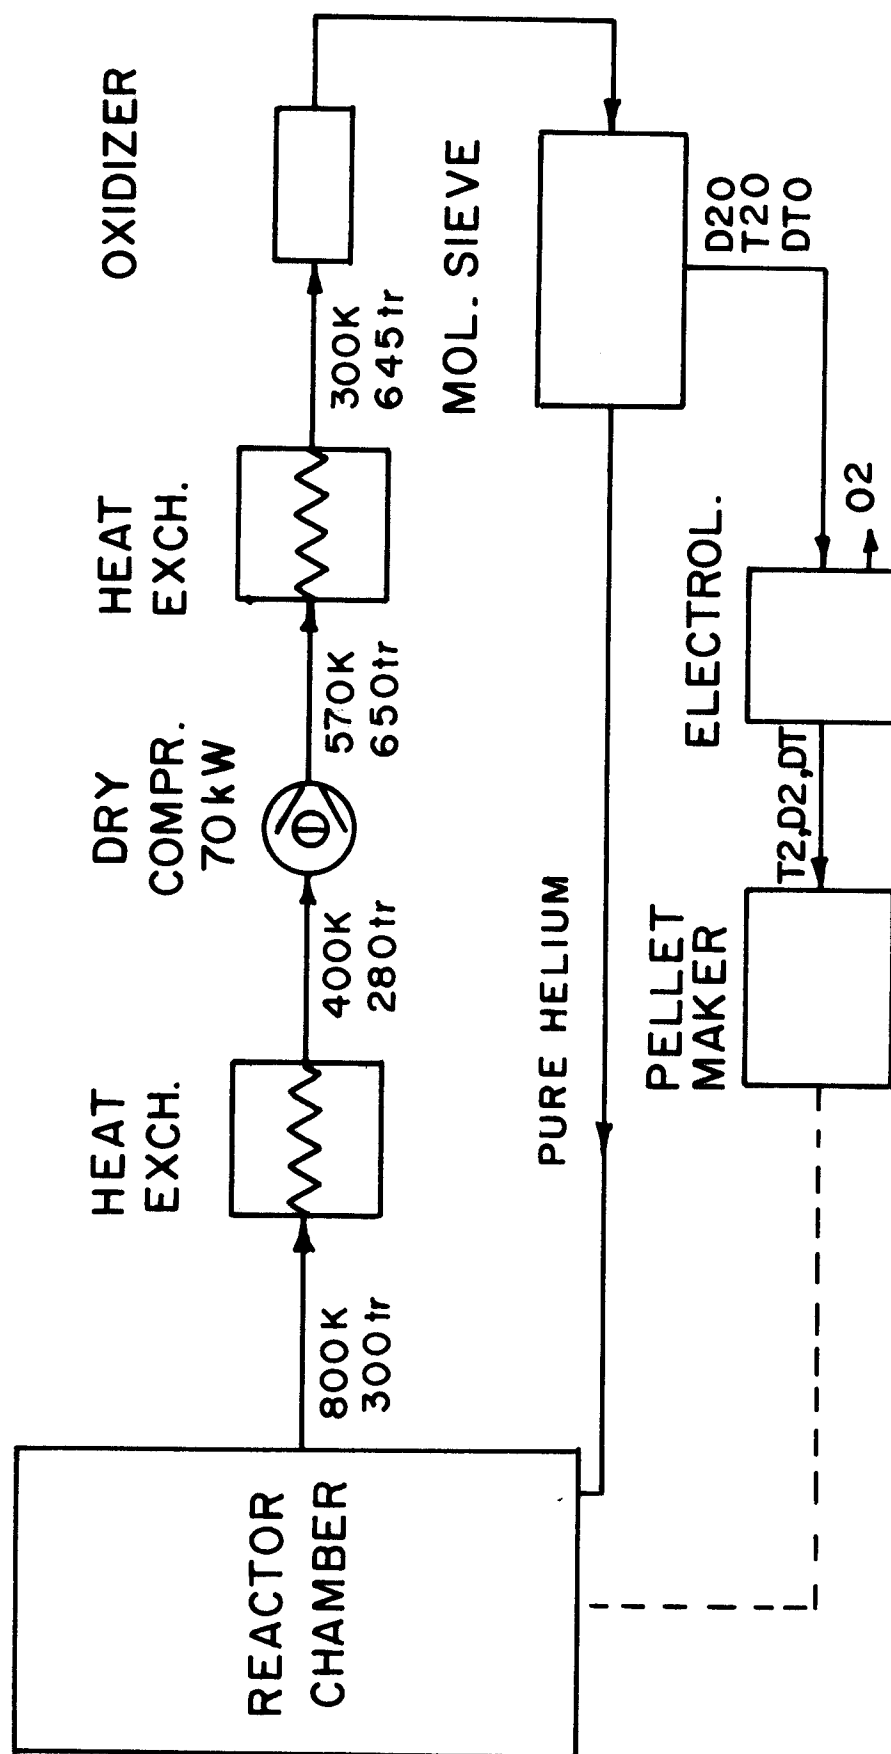 REACTOR
CHAMBER
800K
300tr
HEAT
EXCH.
400K
280tr
DRY
COMPR.
70kW
570K
650tr
HEAT
EXCH.
300K
645tr
OXIDIZER
MOL. SIEVE
D2O
T2O
DTO
PURE HELIUM
ELECTROL.
O2
T2,D2,DT
PELLET
MAKER